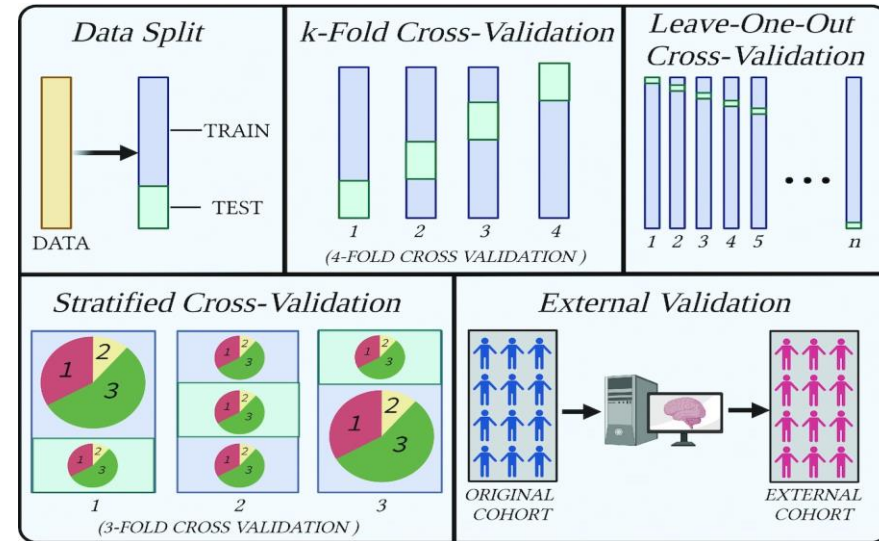 Data Split
TRAIN
TEST
DATA
k-Fold Cross-Validation
1 2 3 4
(4-FOLD CROSS VALIDATION )
Leave-One-Out
Cross-Validation
1 2 3 4 5 n
Stratified Cross-Validation
1 2 3
1 2 3
1
1 2 3
1 2 3
1 2 3
2
1 2 3
1 2 3
3
(3-FOLD CROSS VALIDATION )
External Validation
ORIGINAL
COHORT
EXTERNAL
COHORT